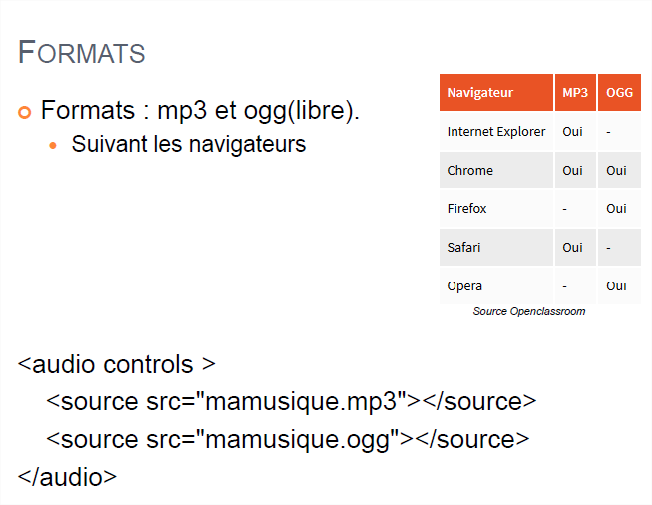 FORMATS
Formats : mp3 et ogg(libre).
Suivant les navigateurs
Navigateur MP3 OGG
Internet Explorer Oui -
Chrome Oui Oui
Firefox - Oui
Safari Oui -
Opera - Oui
Source Openclassroom
<audio controls >
<source src="mamusique.mp3"></source>
<source src="mamusique.ogg"></source>
</audio>